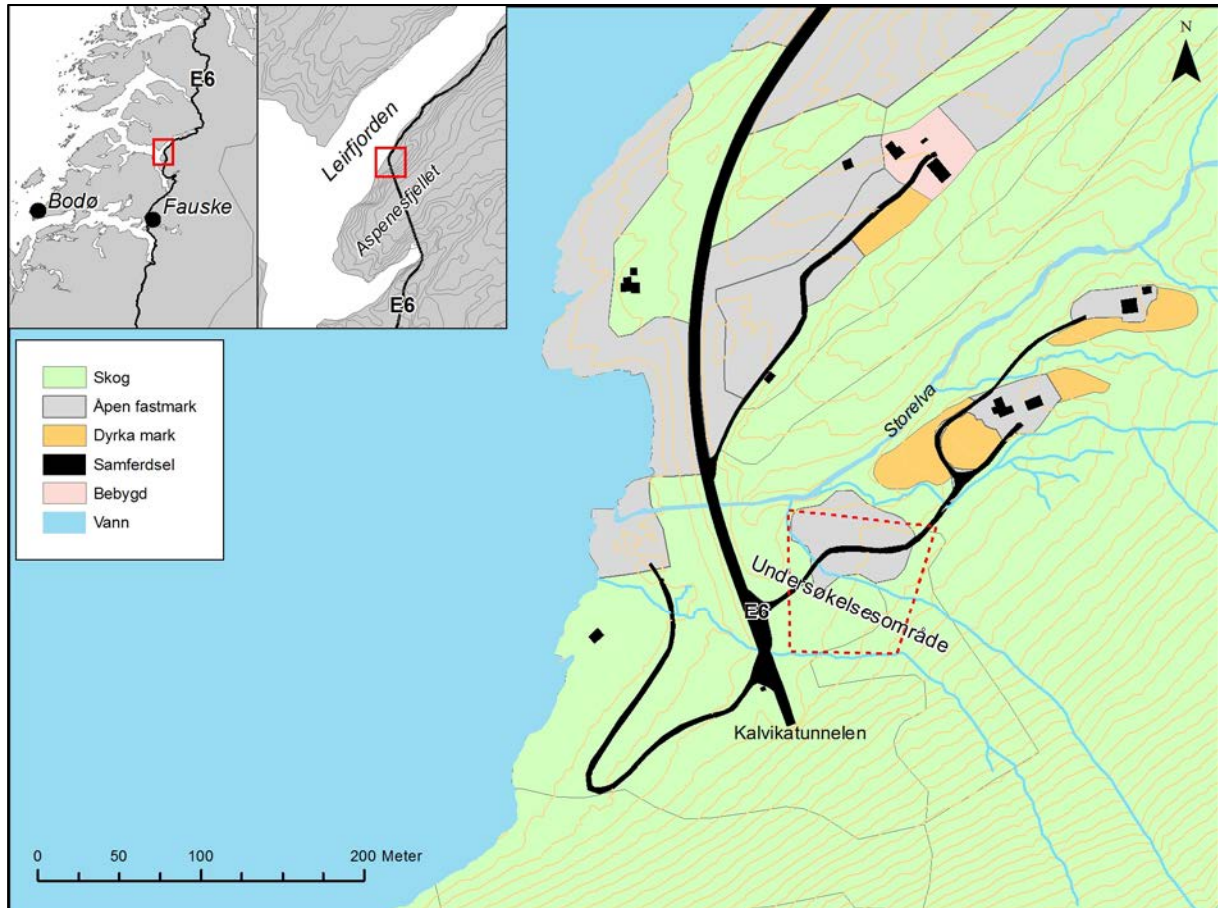 E6
Bodø
Fauske
Leirfjorden
Aspenesfjellet
E6
N
Skog
Åpen fastmark
Dyrka mark
Samferdsel
Bebygd
Vann
Storelva
Undersøkelsesområde
E6
Kalvikatunnelen
0 50 100 200 Meter